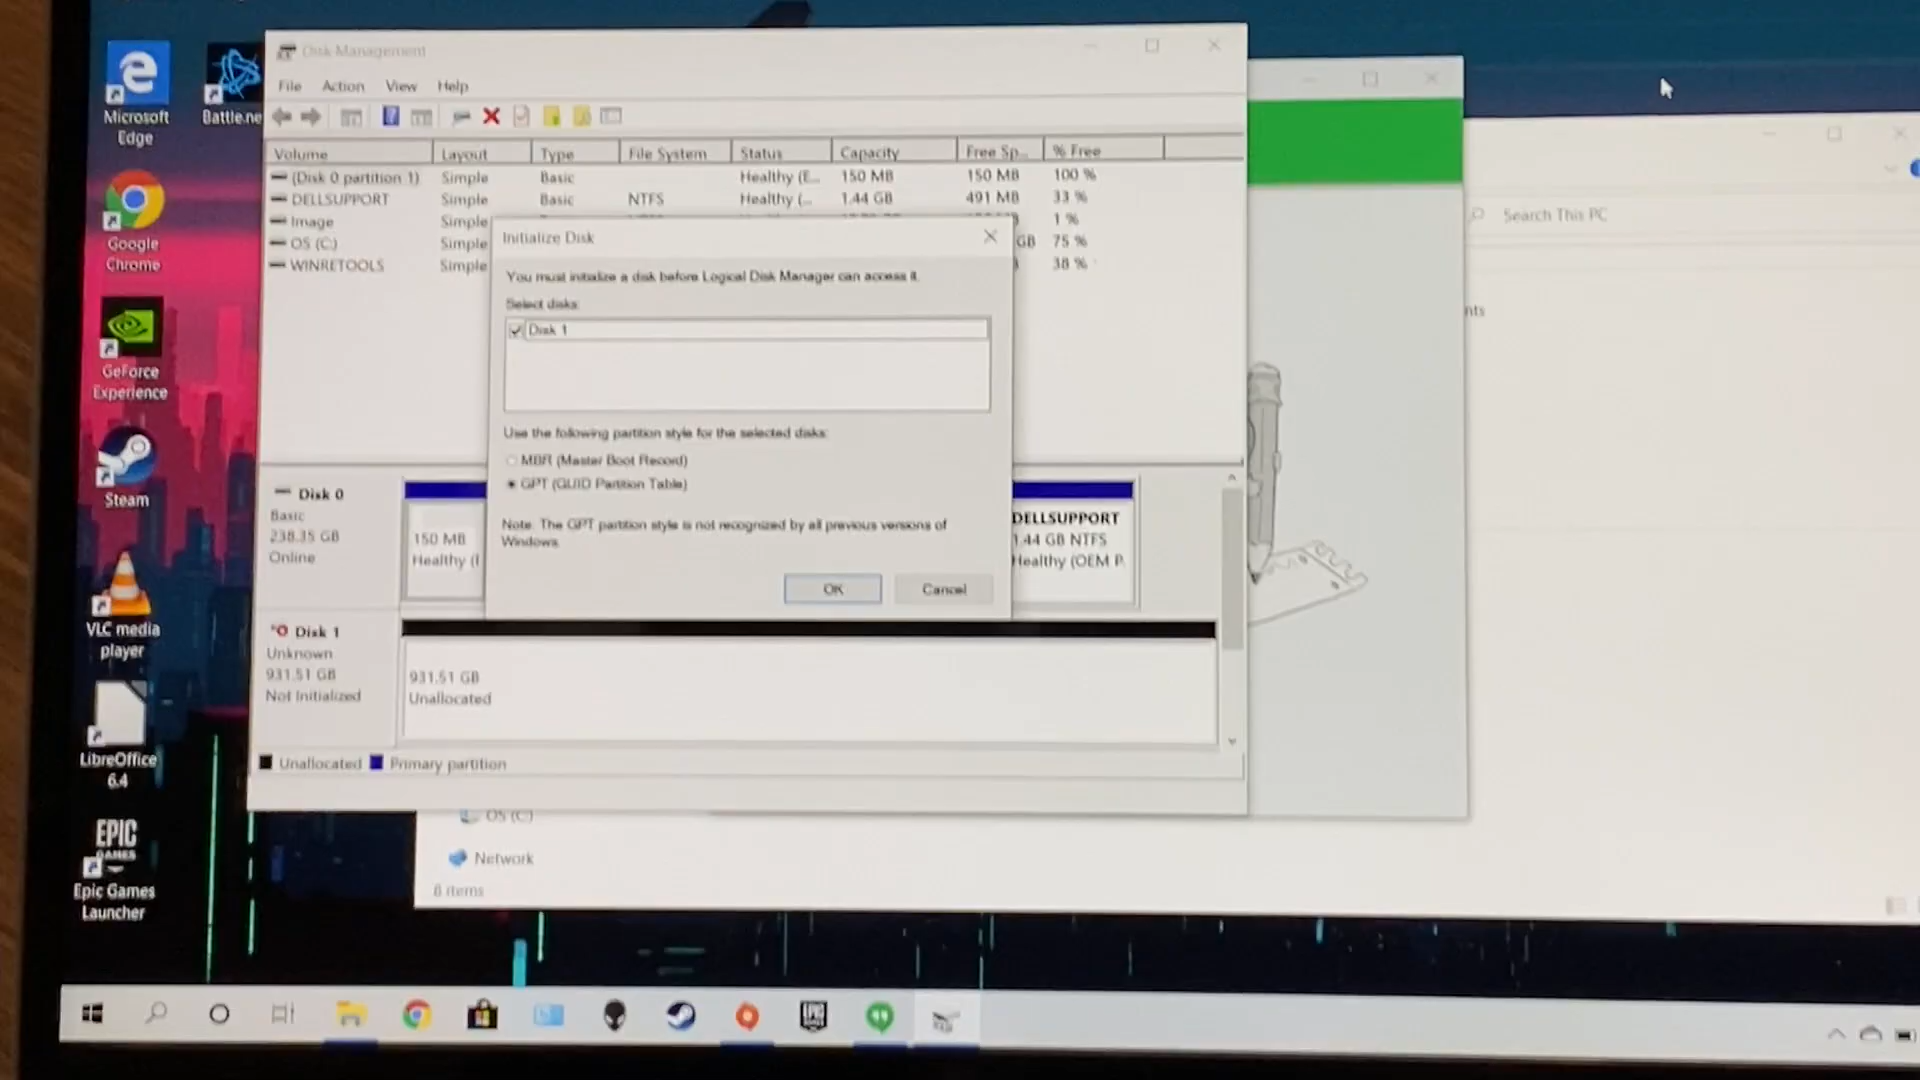 Microsoft
Edge
Battle.ne
Google
Chrome
GeForce
Experience
Steam
VLC media
player
LibreOffice
6.4
EPIC
GAMES
Epic Games
Launcher
Disk Management
File Action View Help
Volume Layout Type File System Status Capacity Free Sp... % Free
(Disk 0 partition 1) Simple Basic Healthy (E... 150 MB 150 MB 100 %
DELLSUPPORT Simple Basic NTFS Healthy (... 1.44 GB 491 MB 33 %
Image Simple 1 %
OS (C:) Simple GB 75 %
WINRETOOLS Simple 38 %
Initialize Disk
You must initialize a disk before Logical Disk Manager can access it.
Select disks:
Disk 1
Use the following partition style for the selected disks:
MBR (Master Boot Record)
GPT (GUID Partition Table)
Note: The GPT partition style is not recognized by all previous versions of
Windows.
OK Cancel
Disk 0
Basic
238.35 GB
Online
150 MB
Healthy (
DELLSUPPORT
1.44 GB NTFS
Healthy (OEM P
Disk 1
Unknown
931.51 GB
Not Initialized
931.51 GB
Unallocated
Unallocated Primary partition
Search This PC
nts
OS (C:)
Network
8 items
EPIC